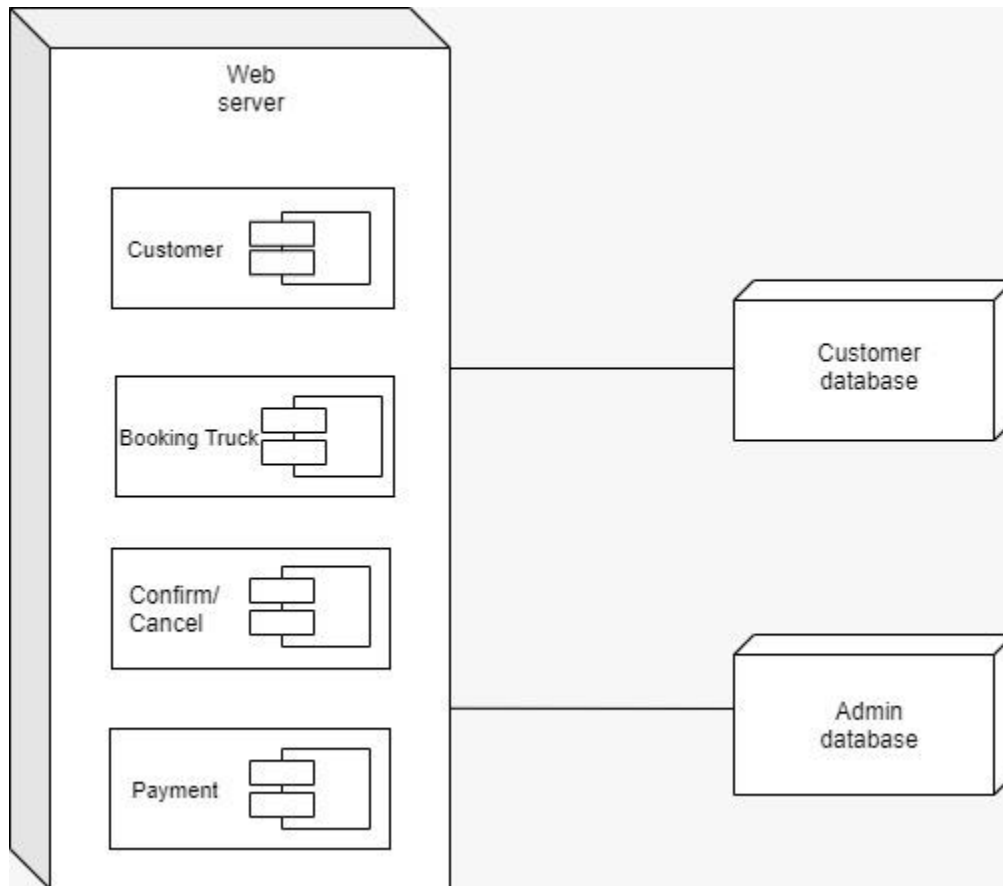 Web
server
Customer
Booking Truck
Confirm/
Cancel
Payment
Customer
database
Admin
database